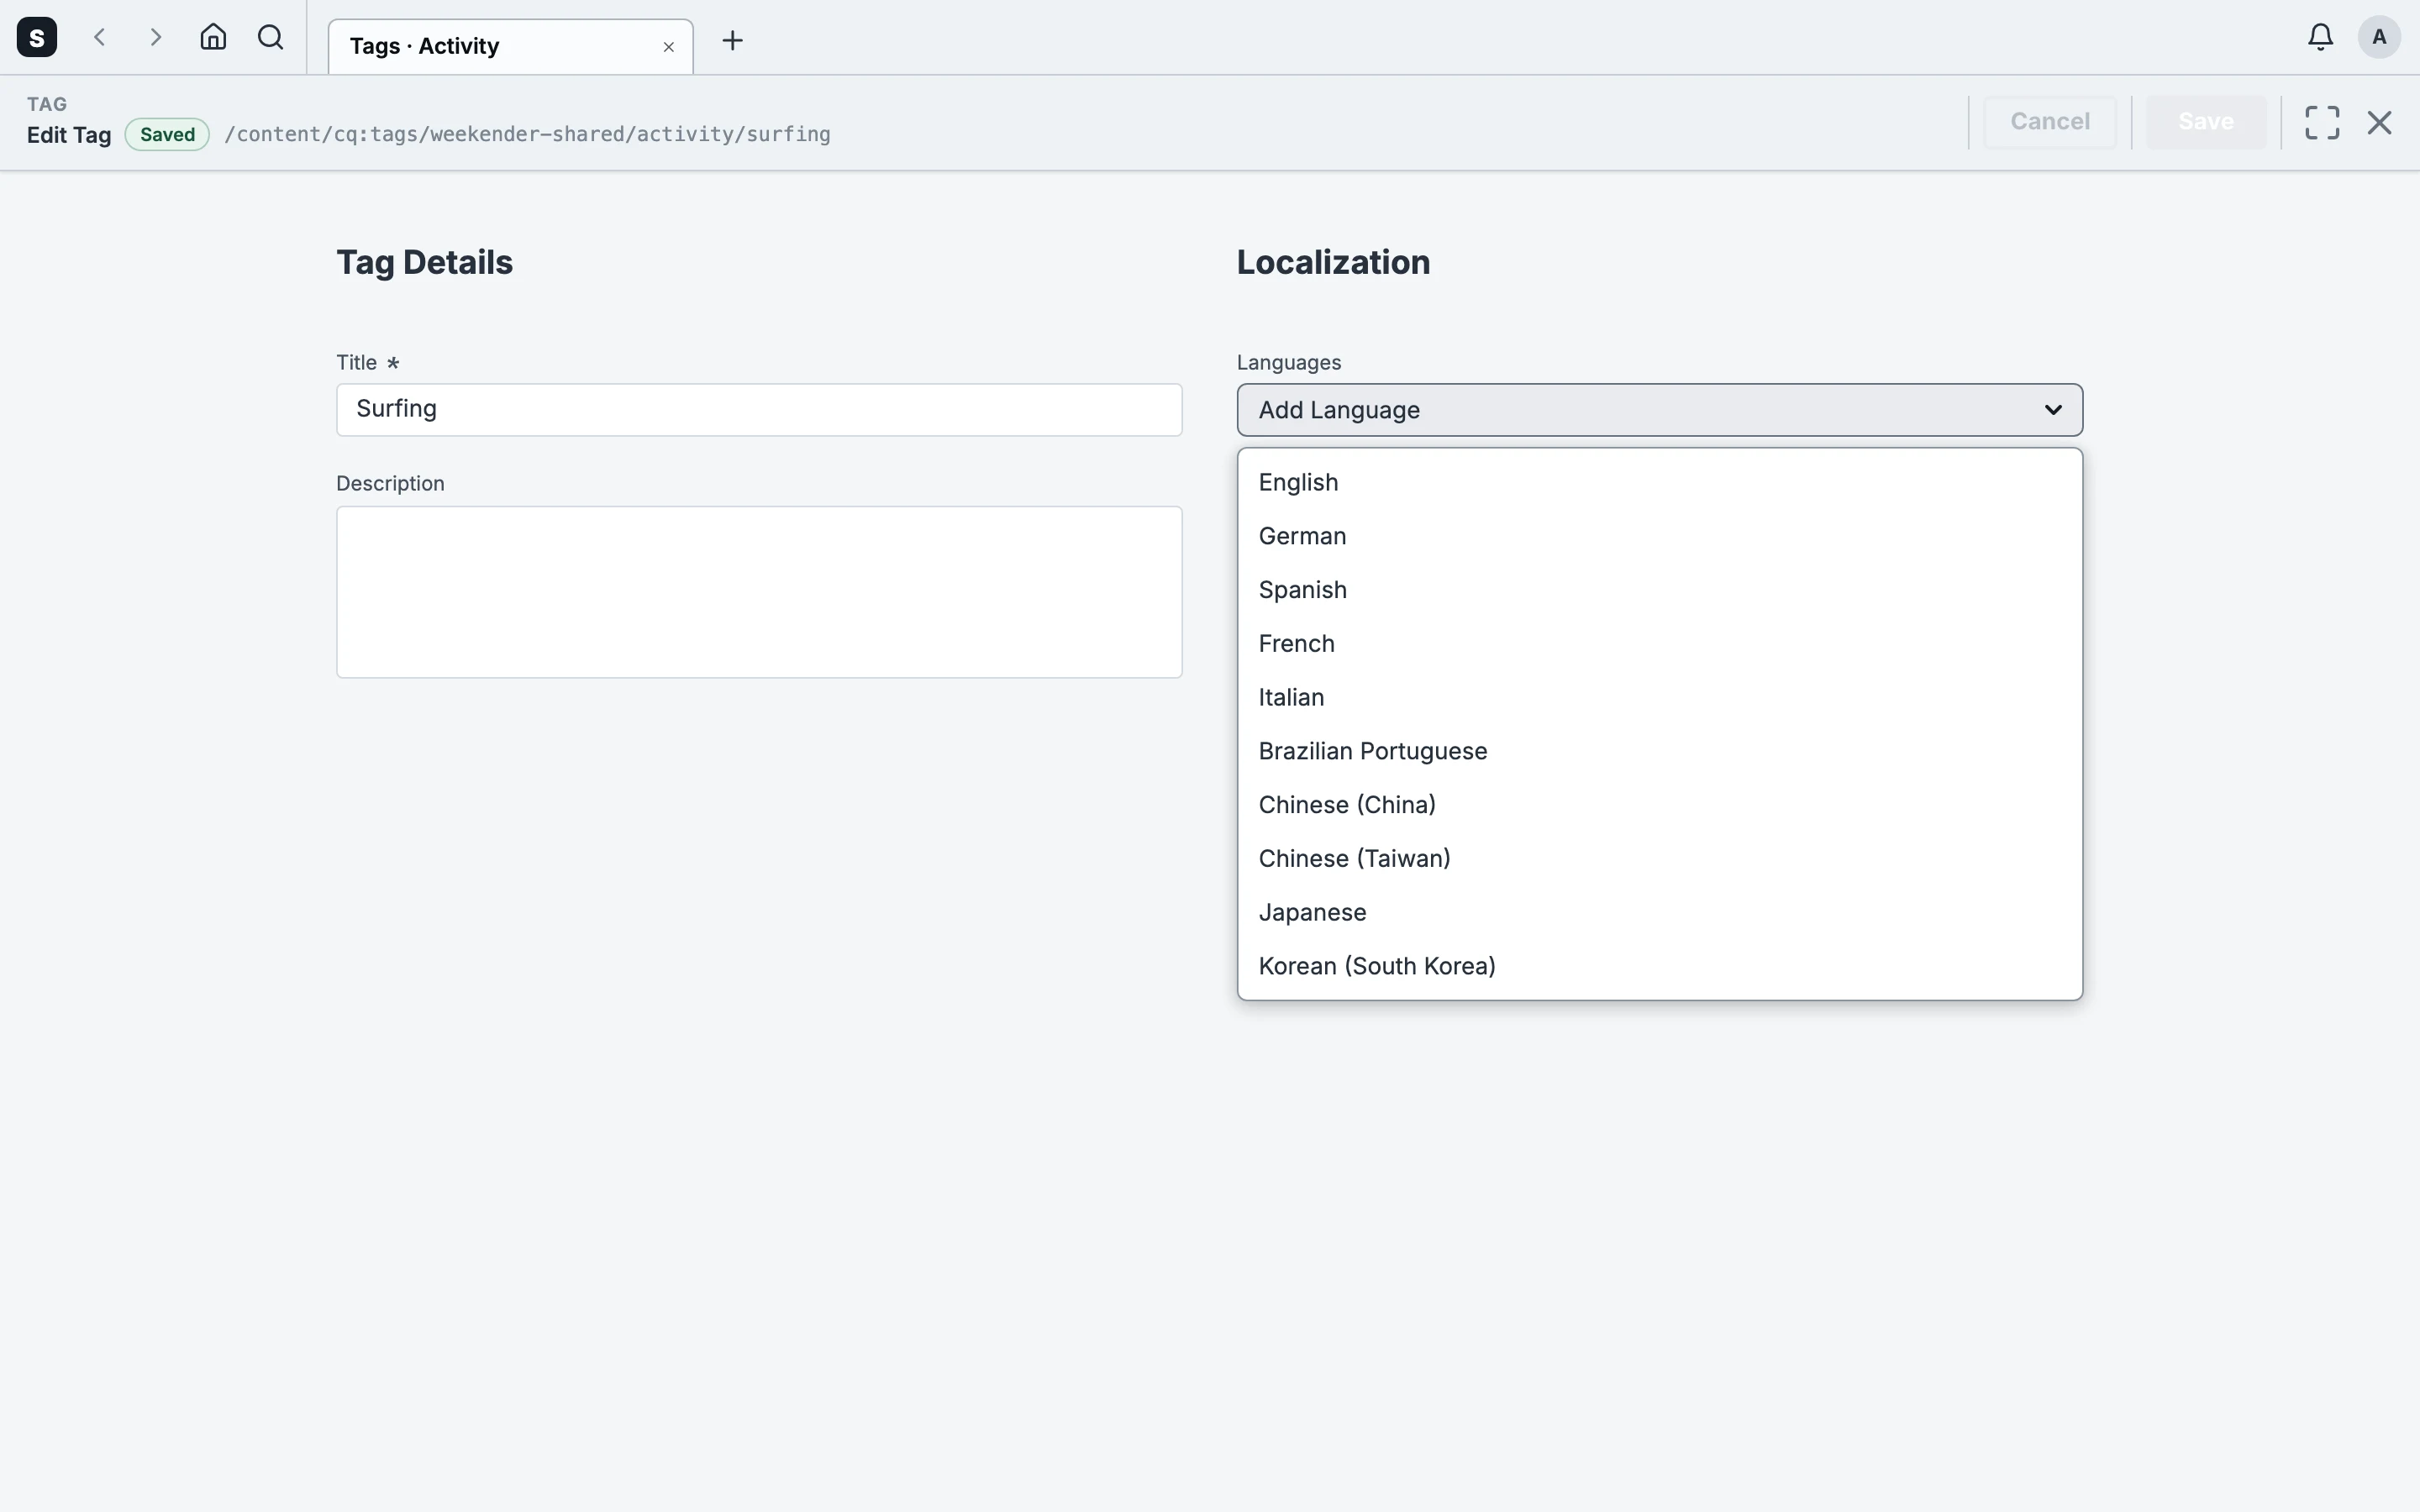 S
Tags · Activity
A
TAG
Edit Tag Saved /content/cq:tags/weekender-shared/activity/surfing
Cancel
Save
Tag Details
Title *
Surfing
Description
Localization
Languages
Add Language
English
German
Spanish
French
Italian
Brazilian Portuguese
Chinese (China)
Chinese (Taiwan)
Japanese
Korean (South Korea)